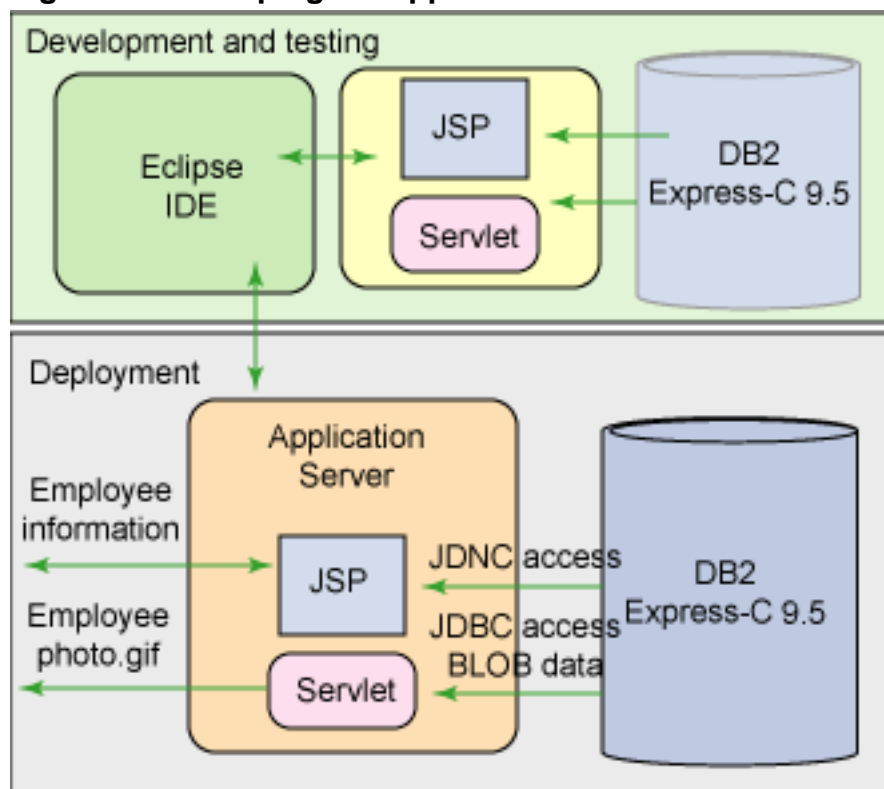 Development and testing
Eclipse
IDE
JSP
Servlet
DB2
Express-C 9.5
Deployment
Application
Server
Employee
information
JSP
JDNC access
Employee
photo.gif
Servlet
JDBC access
BLOB data
DB2
Express-C 9.5